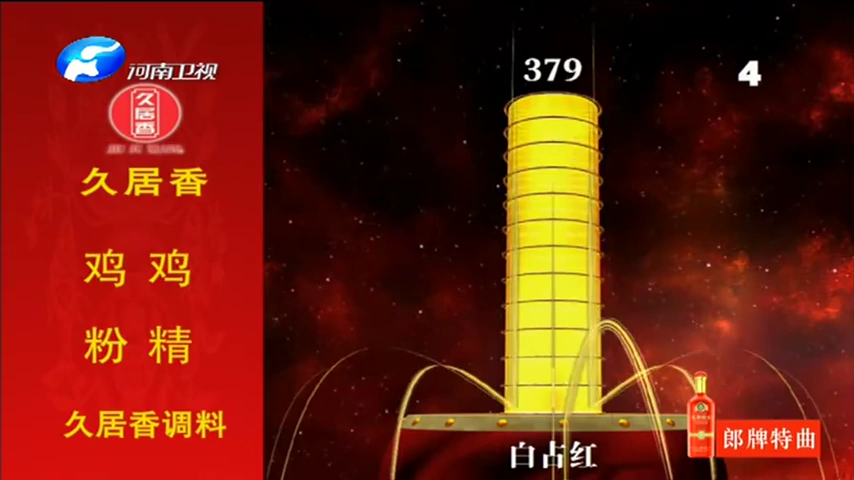 河南卫视
久居香
久居香
鸡 鸡
粉 精
久居香调料
379
4
白占红
郎牌特曲